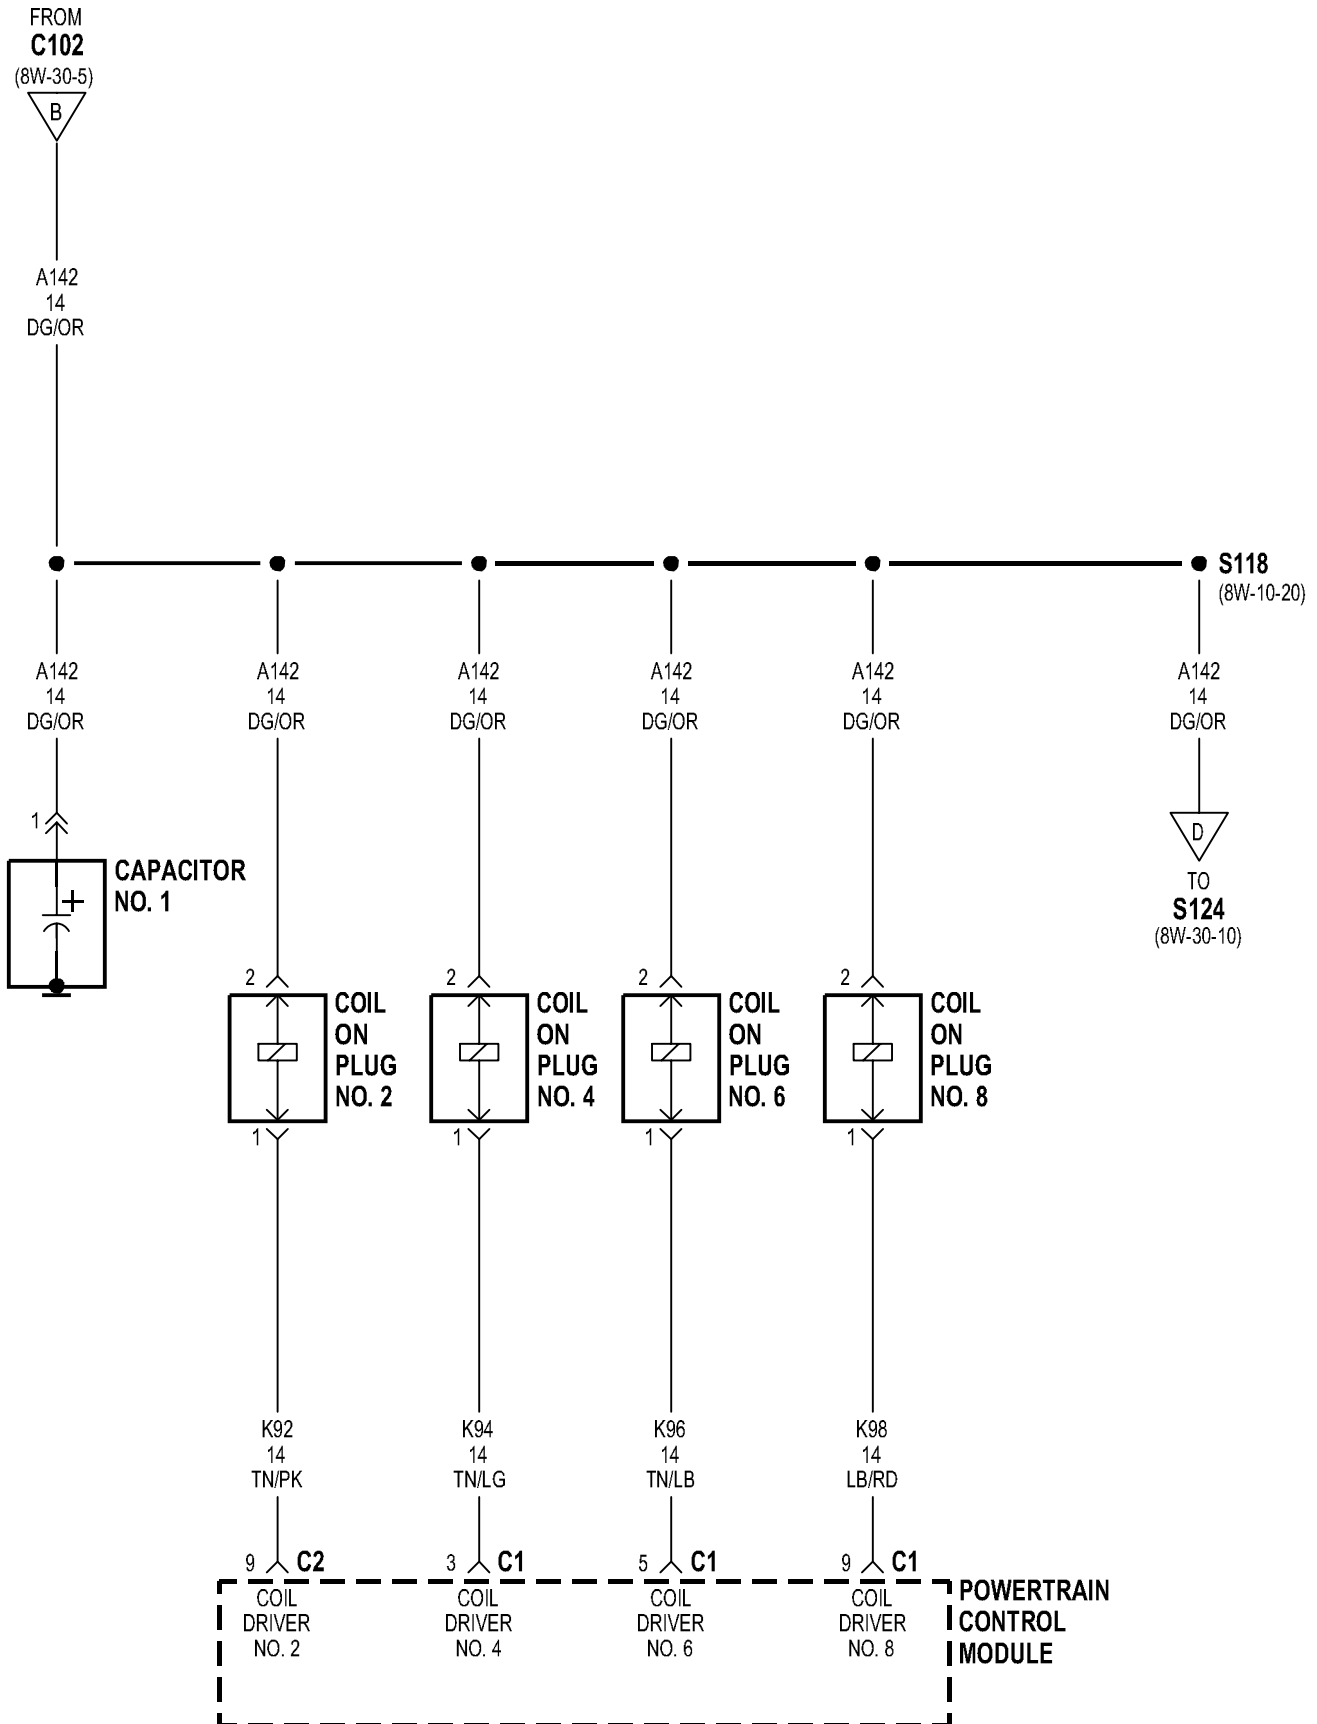 FROM
C102
(8W-30-5)
B
A142
14
DG/OR
S118
(8W-10-20)
A142
14
DG/OR
A142
14
DG/OR
A142
14
DG/OR
A142
14
DG/OR
A142
14
DG/OR
A142
14
DG/OR
1
CAPACITOR
NO. 1
D
TO
S124
(8W-30-10)
2
COIL
ON
PLUG
NO. 2
1
2
COIL
ON
PLUG
NO. 4
1
2
COIL
ON
PLUG
NO. 6
1
2
COIL
ON
PLUG
NO. 8
1
K92
14
TN/PK
K94
14
TN/LG
K96
14
TN/LB
K98
14
LB/RD
9 C2
3 C1
5 C1
9 C1
COIL
DRIVER
NO. 2
COIL
DRIVER
NO. 4
COIL
DRIVER
NO. 6
COIL
DRIVER
NO. 8
POWERTRAIN
CONTROL
MODULE